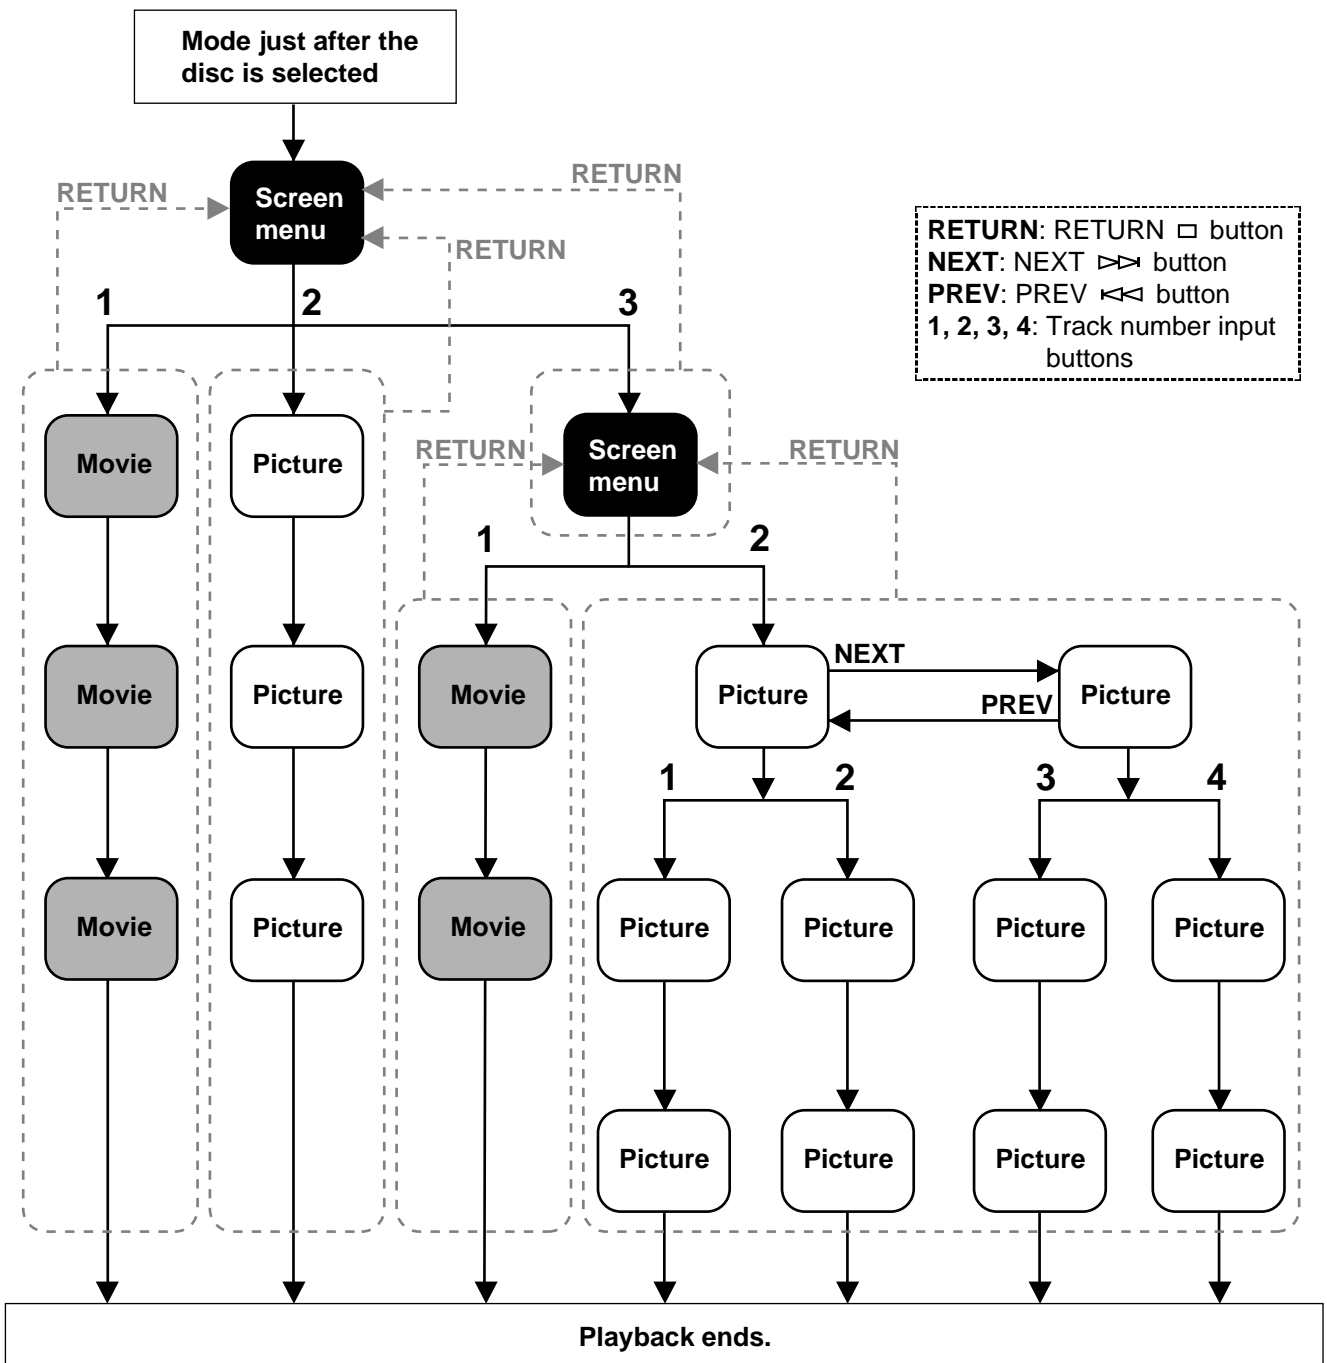 Mode just after the
disc is selected
RETURN
RETURN
Screen
menu
RETURN
RETURN: RETURN button
NEXT: NEXT button
PREV: PREV button
1, 2, 3, 4: Track number input
buttons
1
2
3
Movie
Picture
RETURN
Screen
menu
RETURN
1
2
Movie
Picture
Movie
Picture
NEXT
PREV
Picture
1
2
3
4
Movie
Picture
Movie
Picture
Picture
Picture
Picture
Picture
Picture
Picture
Picture
Playback ends.